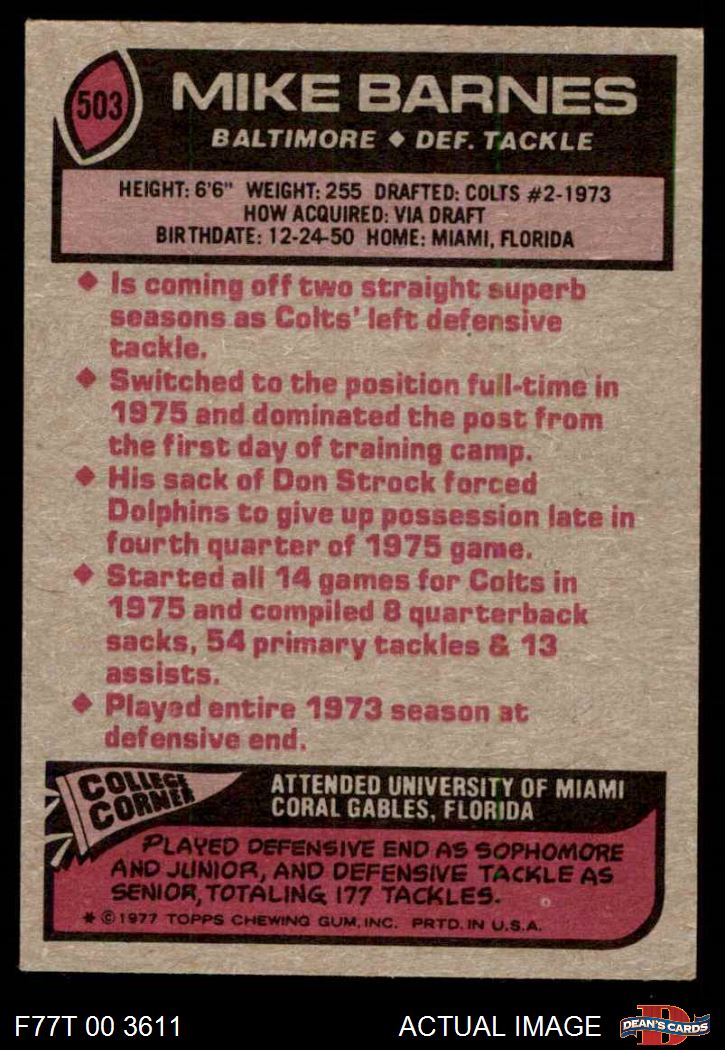 503
MIKE BARNES
BALTIMORE ◆ DEF. TACKLE
HEIGHT: 6'6" WEIGHT: 255 DRAFTED: COLTS #2-1973
HOW ACQUIRED: VIA DRAFT
BIRTHDATE: 12-24-50 HOME: MIAMI, FLORIDA
◆ Is coming off two straight superb
seasons as Colts' left defensive
tackle.
◆ Switched to the position full-time in
1975 and dominated the post from
the first day of training camp.
◆ His sack of Don Strock forced
Dolphins to give up possession late in
fourth quarter of 1975 game.
◆ Started all 14 games for Colts in
1975 and compiled 8 quarterback
sacks, 54 primary tackles & 13
assists.
◆ Played entire 1973 season at
defensive end.
COLLEGE
CORNER
ATTENDED UNIVERSITY OF MIAMI
CORAL GABLES, FLORIDA
PLAYED DEFENSIVE END AS SOPHOMORE
AND JUNIOR, AND DEFENSIVE TACKLE AS
SENIOR, TOTALING 177 TACKLES.
* © 1977 TOPPS CHEWING GUM, INC. PRTD. IN U.S.A.
F77T 00 3611
ACTUAL IMAGE
D
DEAN'S CARDS